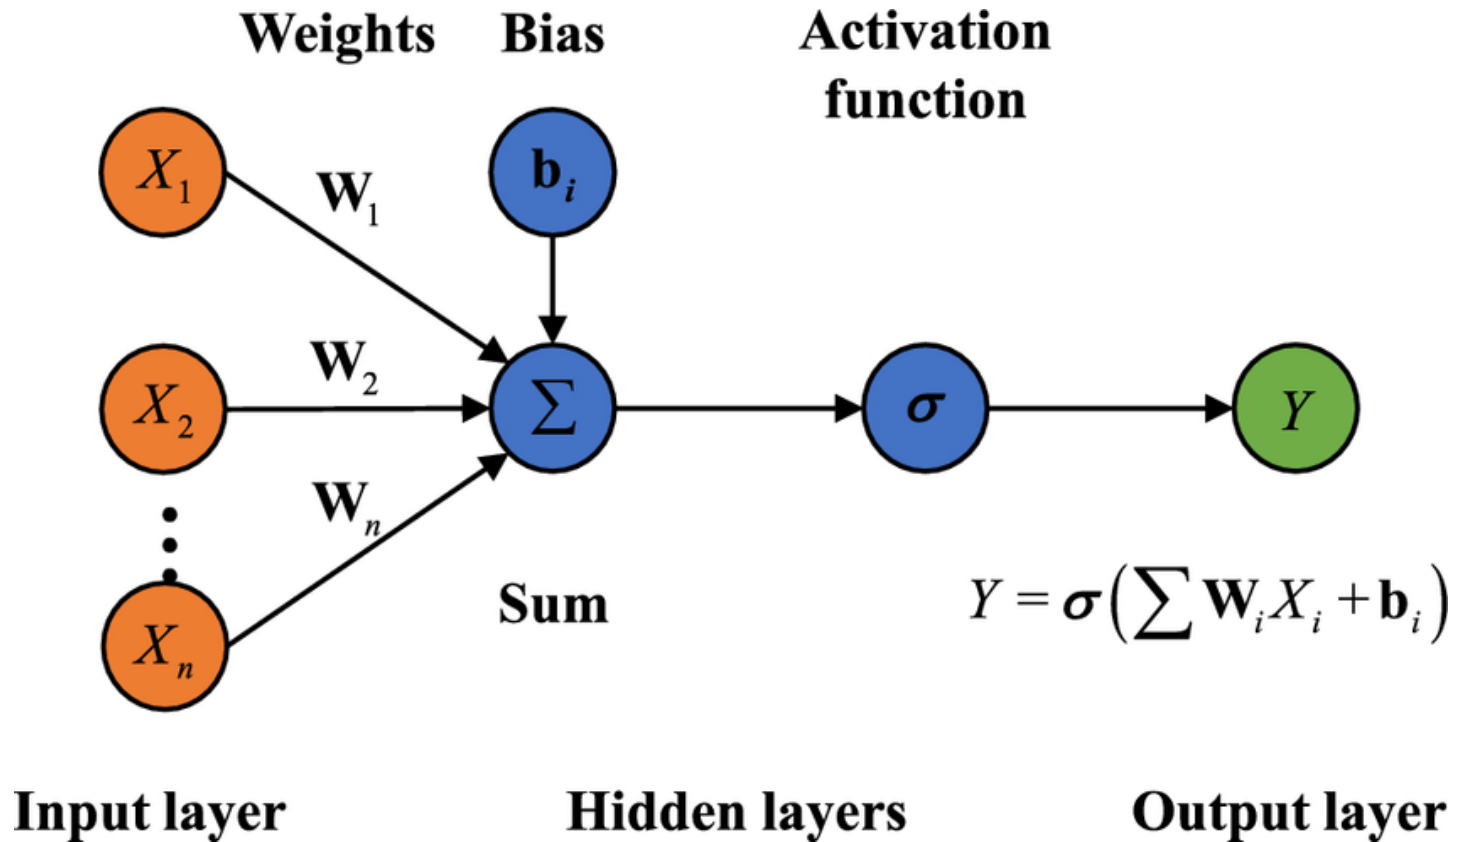 Weights Bias Activation
function
X₁ W₁ bᵢ
X₂ W₂ Σ σ Y
Wₙ
Xₙ Sum Y = σ(∑ WᵢXᵢ + bᵢ)
Input layer Hidden layers Output layer